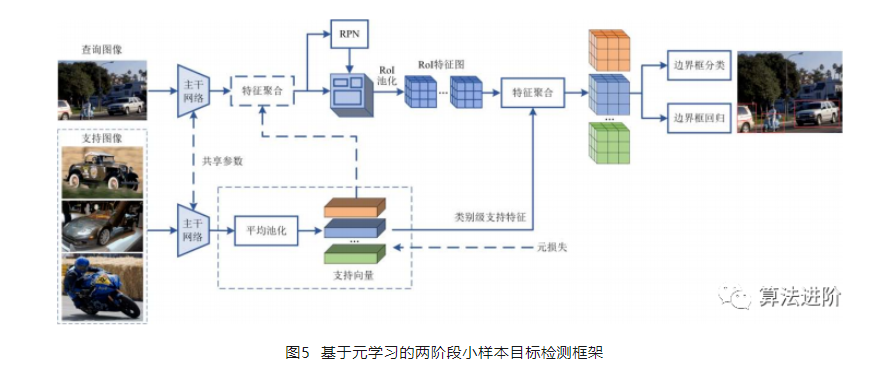 查询图像
主干
网络
特征聚合
RPN
RoI
池化
RoI特征图
...
特征聚合
...
边界框分类
边界框回归
支持图像
共享参数
主干
网络
平均池化
...
支持向量
类别级支持特征
元损失
算法进阶
图5 基于元学习的两阶段小样本目标检测框架